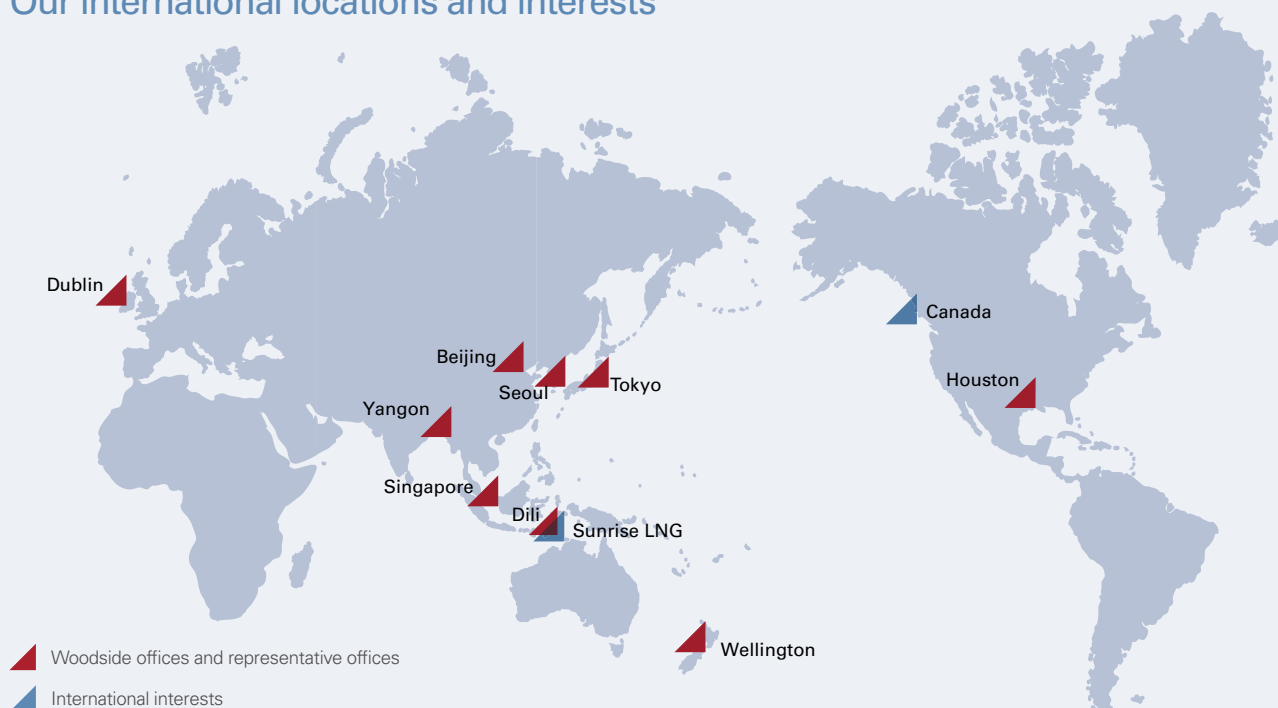 Our international locations and interests
Dublin
Canada
Beijing
Seoul
Tokyo
Houston
Yangon
Singapore
Dili
Sunrise LNG
Wellington
Woodside offices and representative offices
International interests